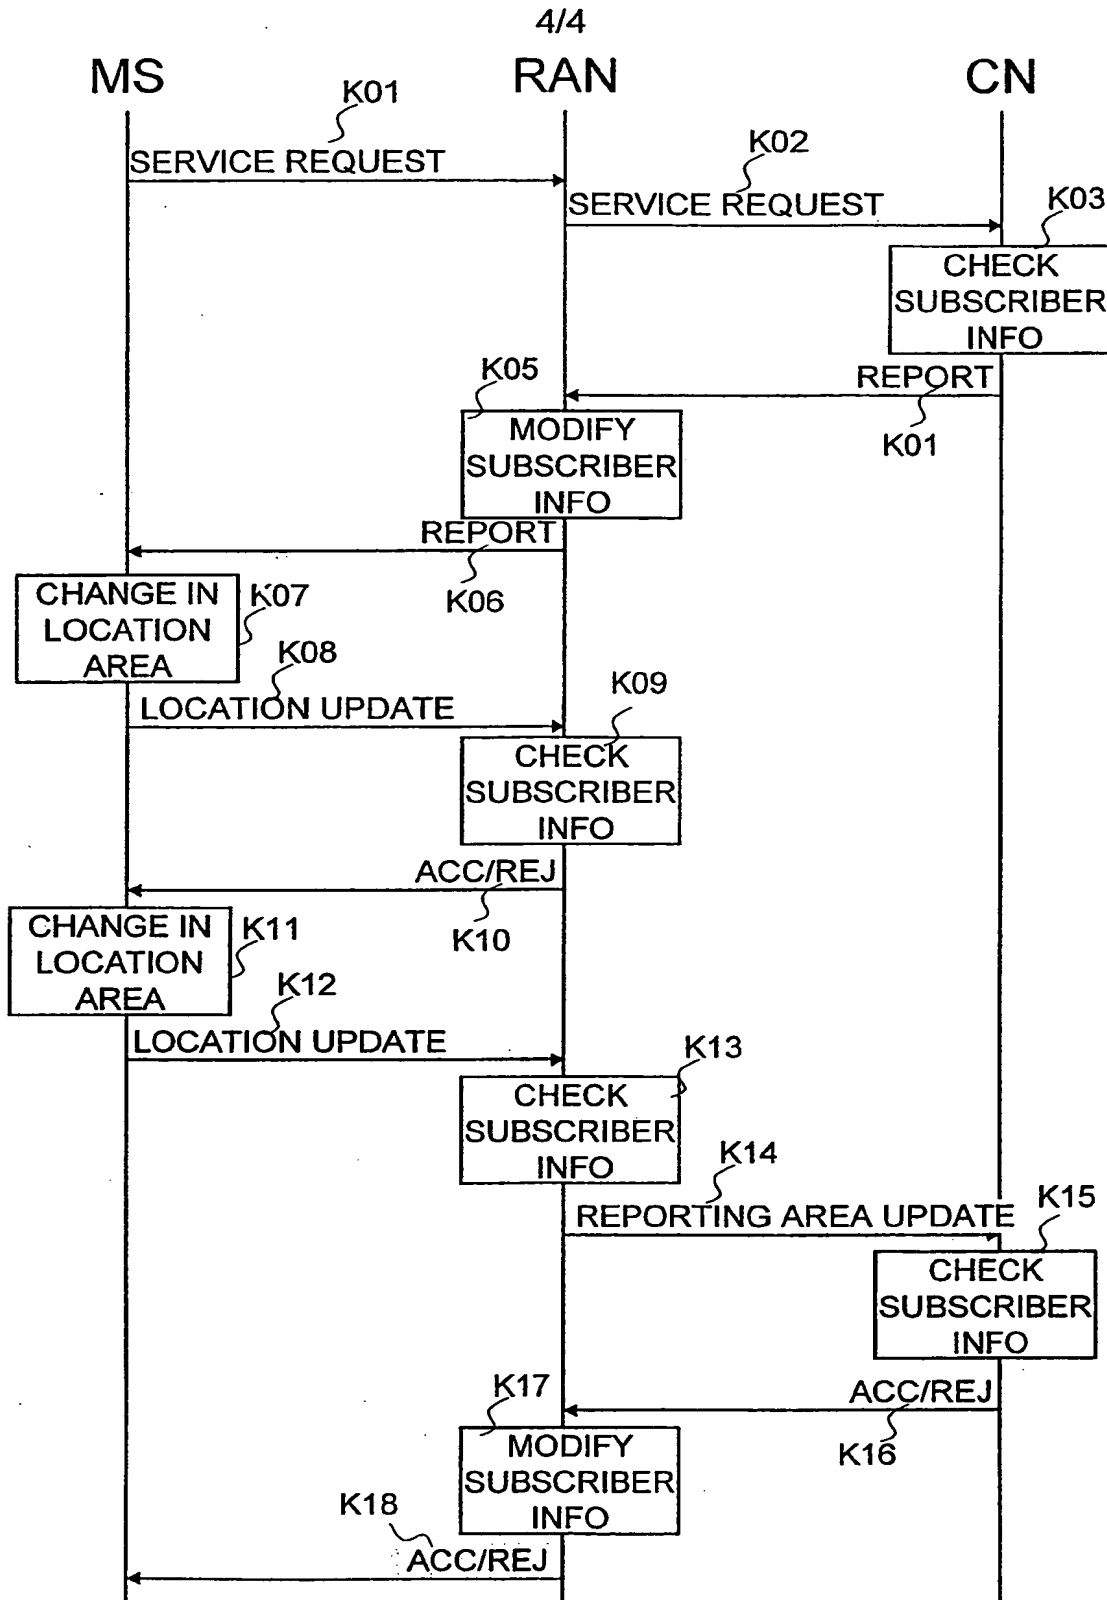 4/4
MS RAN CN
K01
SERVICE REQUEST
K02
SERVICE REQUEST
K03
CHECK
SUBSCRIBER
INFO
REPORT
K01
K05
MODIFY
SUBSCRIBER
INFO
REPORT
K06
CHANGE IN
LOCATION
AREA
K07
K08
LOCATION UPDATE
K09
CHECK
SUBSCRIBER
INFO
ACC/REJ
K10
CHANGE IN
LOCATION
AREA
K11
K12
LOCATION UPDATE
K13
CHECK
SUBSCRIBER
INFO
K14
REPORTING AREA UPDATE
K15
CHECK
SUBSCRIBER
INFO
ACC/REJ
K16
K17
MODIFY
SUBSCRIBER
INFO
K18
ACC/REJ